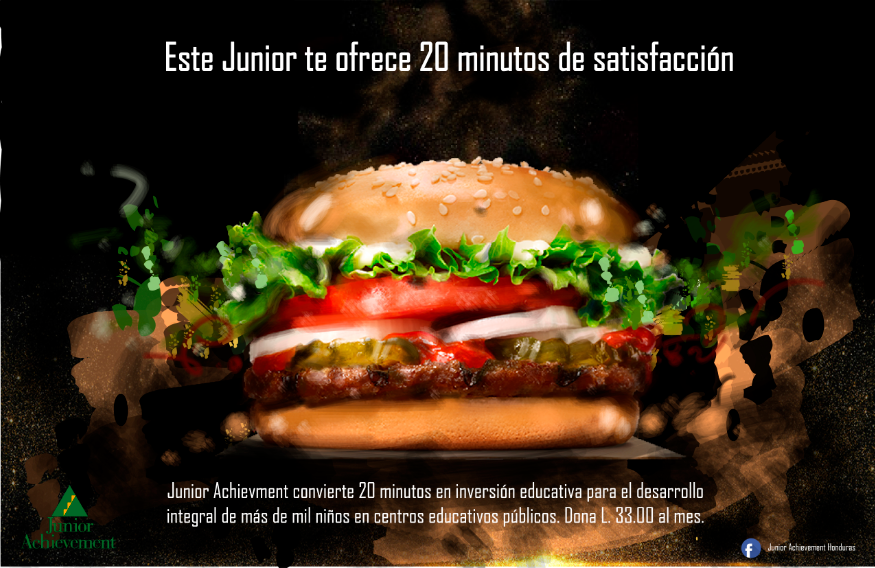 Este Junior te ofrece 20 minutos de satisfacción
Junior Achievment convierte 20 minutos en inversión educativa para el desarrollo
integral de más de mil niños en centros educativos públicos. Dona L. 33.00 al mes.
Junior
Achievement
f
Junior Achievement Honduras